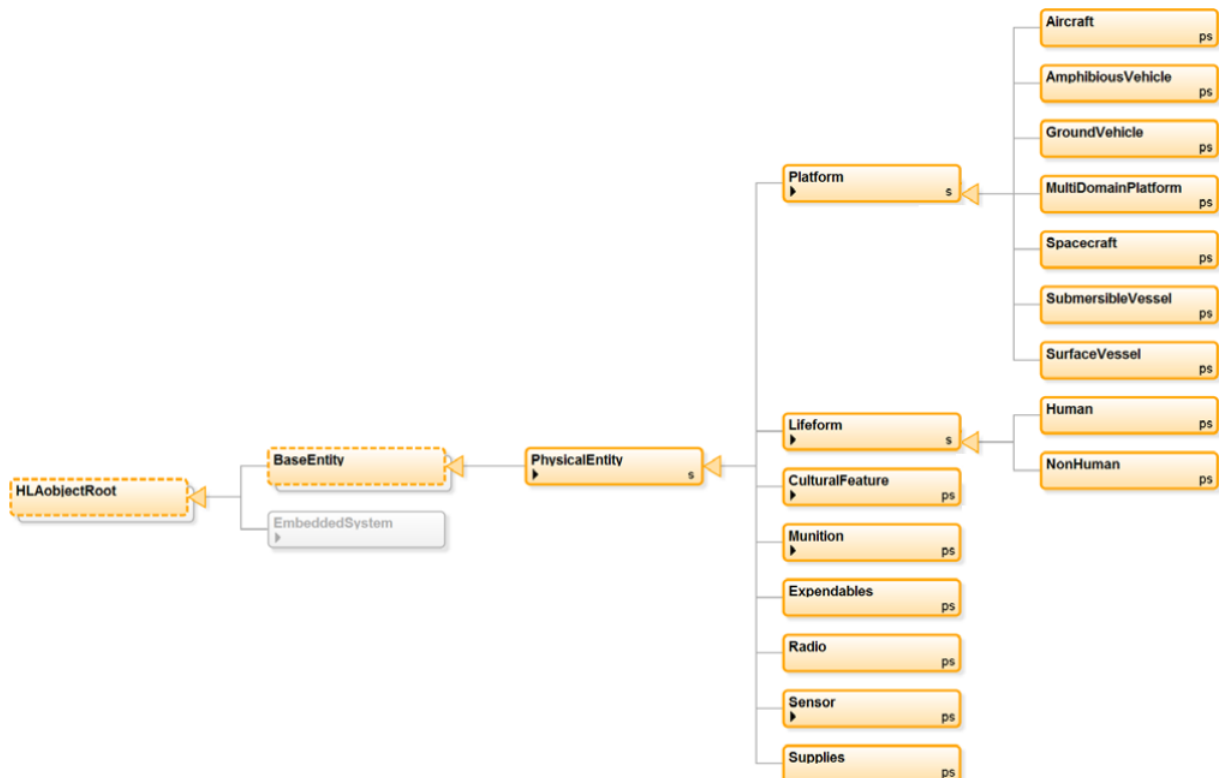 HLAobjectRoot
BaseEntity
EmbeddedSystem
PhysicalEntity
s
Platform
s
Aircraft
ps
AmphibiousVehicle
ps
GroundVehicle
ps
MultiDomainPlatform
ps
Spacecraft
ps
SubmersibleVessel
ps
SurfaceVessel
ps
Lifeform
s
Human
ps
NonHuman
ps
CulturalFeature
ps
Munition
ps
Expendables
ps
Radio
ps
Sensor
ps
Supplies
ps